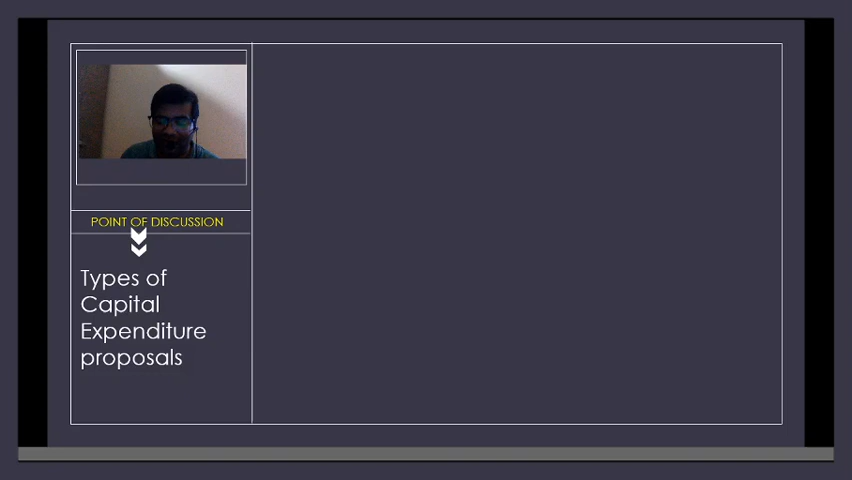 POINT OF DISCUSSION
Types of
Capital
Expenditure
proposals